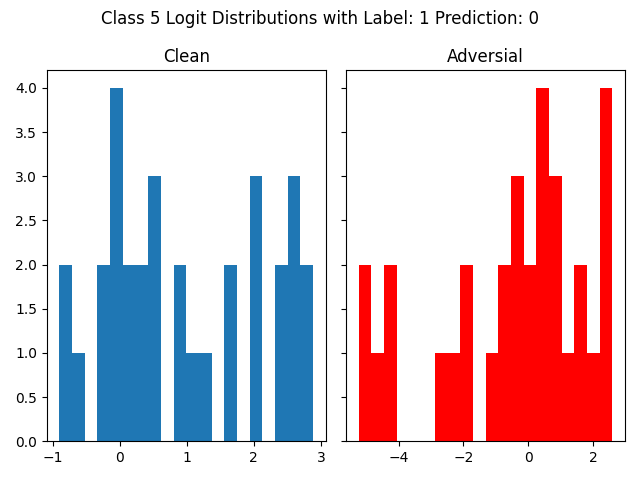 Class 5 Logit Distributions with Label: 1 Prediction: 0
Clean
Adversial
4.0
3.5
3.0
2.5
2.0
1.5
1.0
0.5
0.0
−1 0 1 2 3
−4 −2 0 2